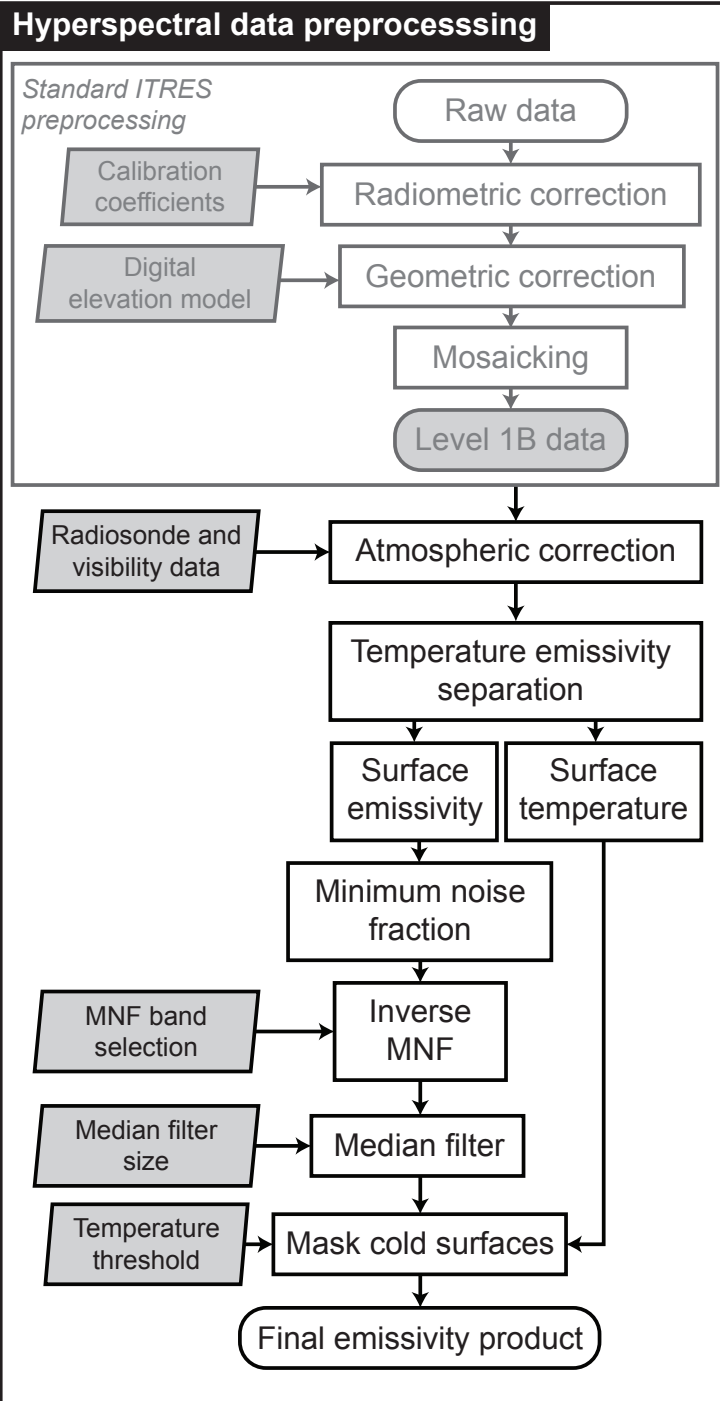 Hyperspectral data preprocesssing
Standard ITRES
preprocessing
Raw data
Calibration
coefficients
Radiometric correction
Digital
elevation model
Geometric correction
Mosaicking
Level 1B data
Radiosonde and
visibility data
Atmospheric correction
Temperature emissivity
separation
Surface
emissivity
Surface
temperature
Minimum noise
fraction
MNF band
selection
Inverse
MNF
Median filter
size
Median filter
Temperature
threshold
Mask cold surfaces
Final emissivity product